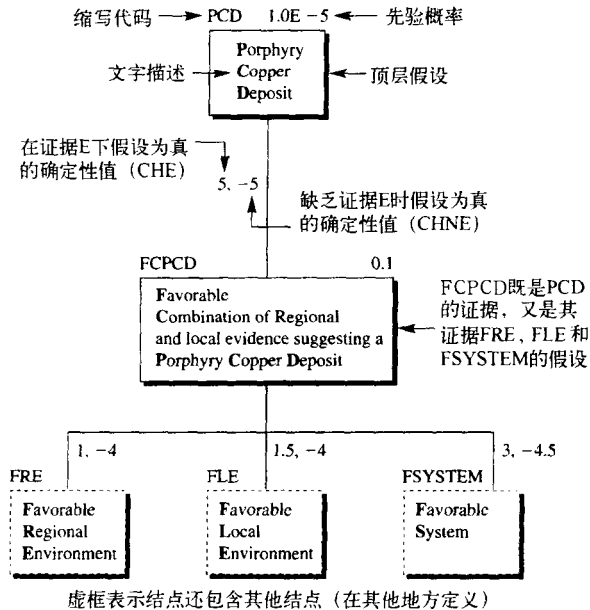 缩写代码 PCD 1.0E −5 先验概率
Porphyry
文字描述 Copper 顶层假设
Deposit
在证据E下假设为真
的确定性值（CHE）
5, −5
缺乏证据E时假设为真
的确定性值（CHNE）
FCPCD 0.1
Favorable
Combination of Regional
and local evidence suggesting a
Porphyry Copper Deposit
FCPCD既是PCD
的证据，又是其
证据FRE，FLE和
FSYSTEM的假设
1, −4 1.5, −4 3, −4.5
FRE FLE FSYSTEM
Favorable Favorable Favorable
Regional Local System
Environment Environment
虚框表示结点还包含其他结点（在其他地方定义）